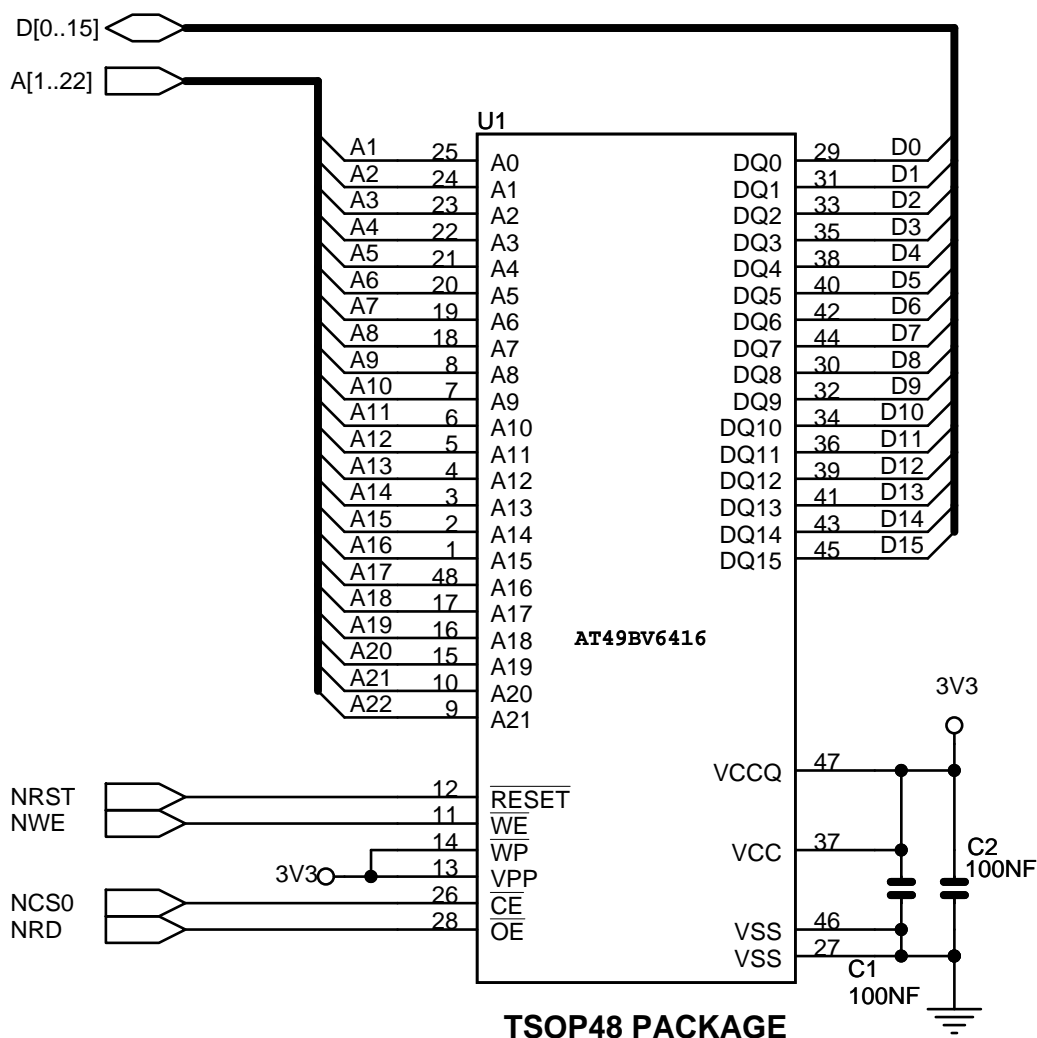 D[0..15]
A[1..22]
U1
A1 25 A0 DQ0 29 D0
A2 24 A1 DQ1 31 D1
A3 23 A2 DQ2 33 D2
A4 22 A3 DQ3 35 D3
A5 21 A4 DQ4 38 D4
A6 20 A5 DQ5 40 D5
A7 19 A6 DQ6 42 D6
A8 18 A7 DQ7 44 D7
A9 8 A8 DQ8 30 D8
A10 7 A9 DQ9 32 D9
A11 6 A10 DQ10 34 D10
A12 5 A11 DQ11 36 D11
A13 4 A12 DQ12 39 D12
A14 3 A13 DQ13 41 D13
A15 2 A14 DQ14 43 D14
A16 1 A15 DQ15 45 D15
A17 48 A16
A18 17 A17
A19 16 A18
AT49BV6416
A20 15 A19
A21 10 A20
A22 9 A21
3V3
VCCQ 47
NRST 12 RESET
NWE 11 WE
14 WP VCC 37
3V3 13 VPP
C2
100NF
NCS0 26 CE
NRD 28 OE VSS 46
VSS 27
C1
100NF
TSOP48 PACKAGE